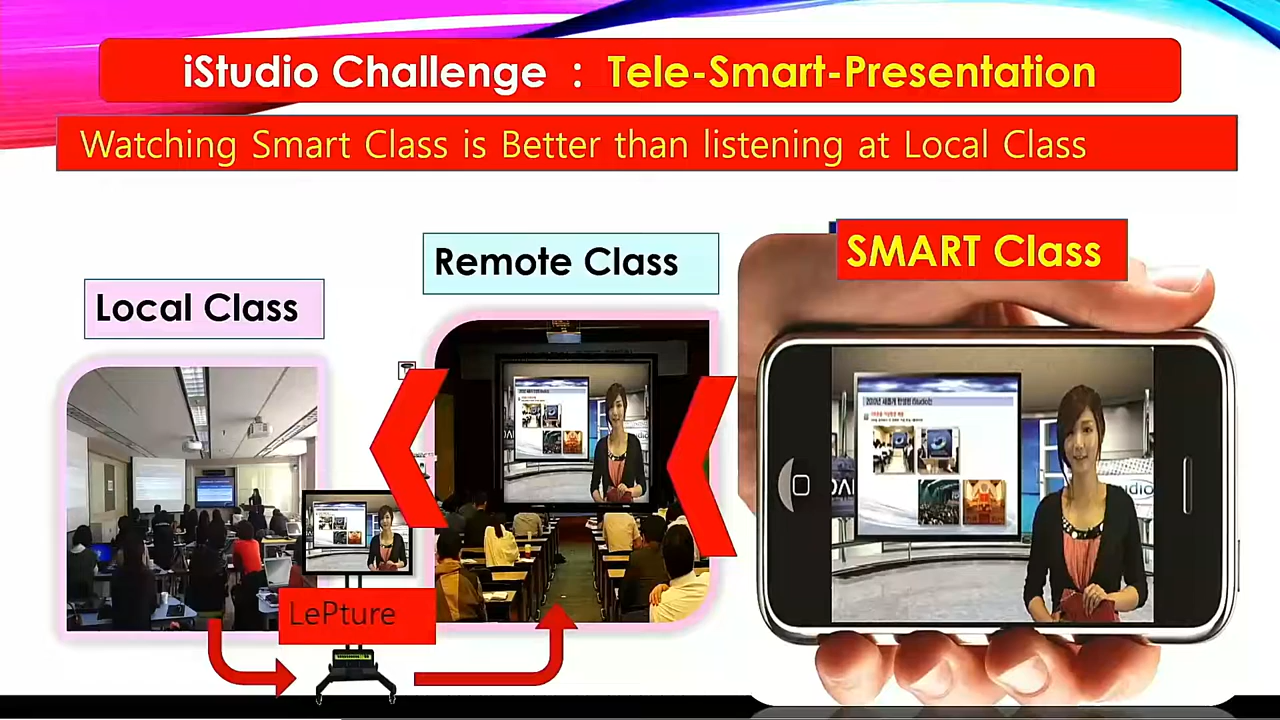 iStudio Challenge : Tele-Smart-Presentation
Watching Smart Class is Better than listening at Local Class
SMART Class
Remote Class
Local Class
LePture